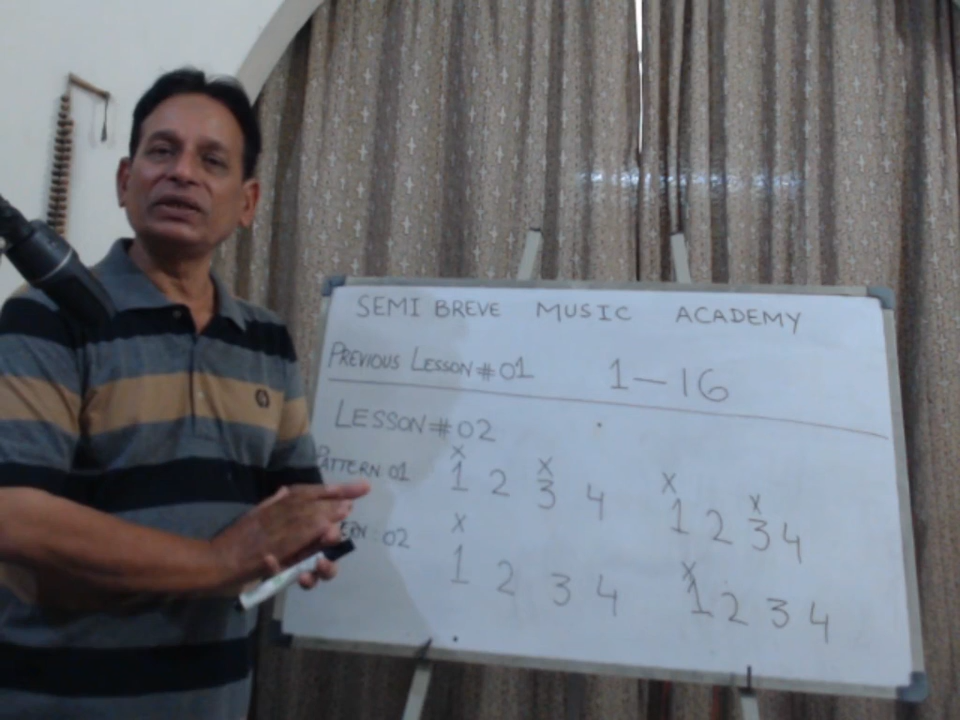 SEMI BREVE MUSIC ACADEMY
PREVIOUS LESSON # 01 1 — 16
LESSON # 02
x x x x
PATTERN 01 1 2 3 4 1 2 3 4
x x
: 02 1 2 3 4 1 2 3 4